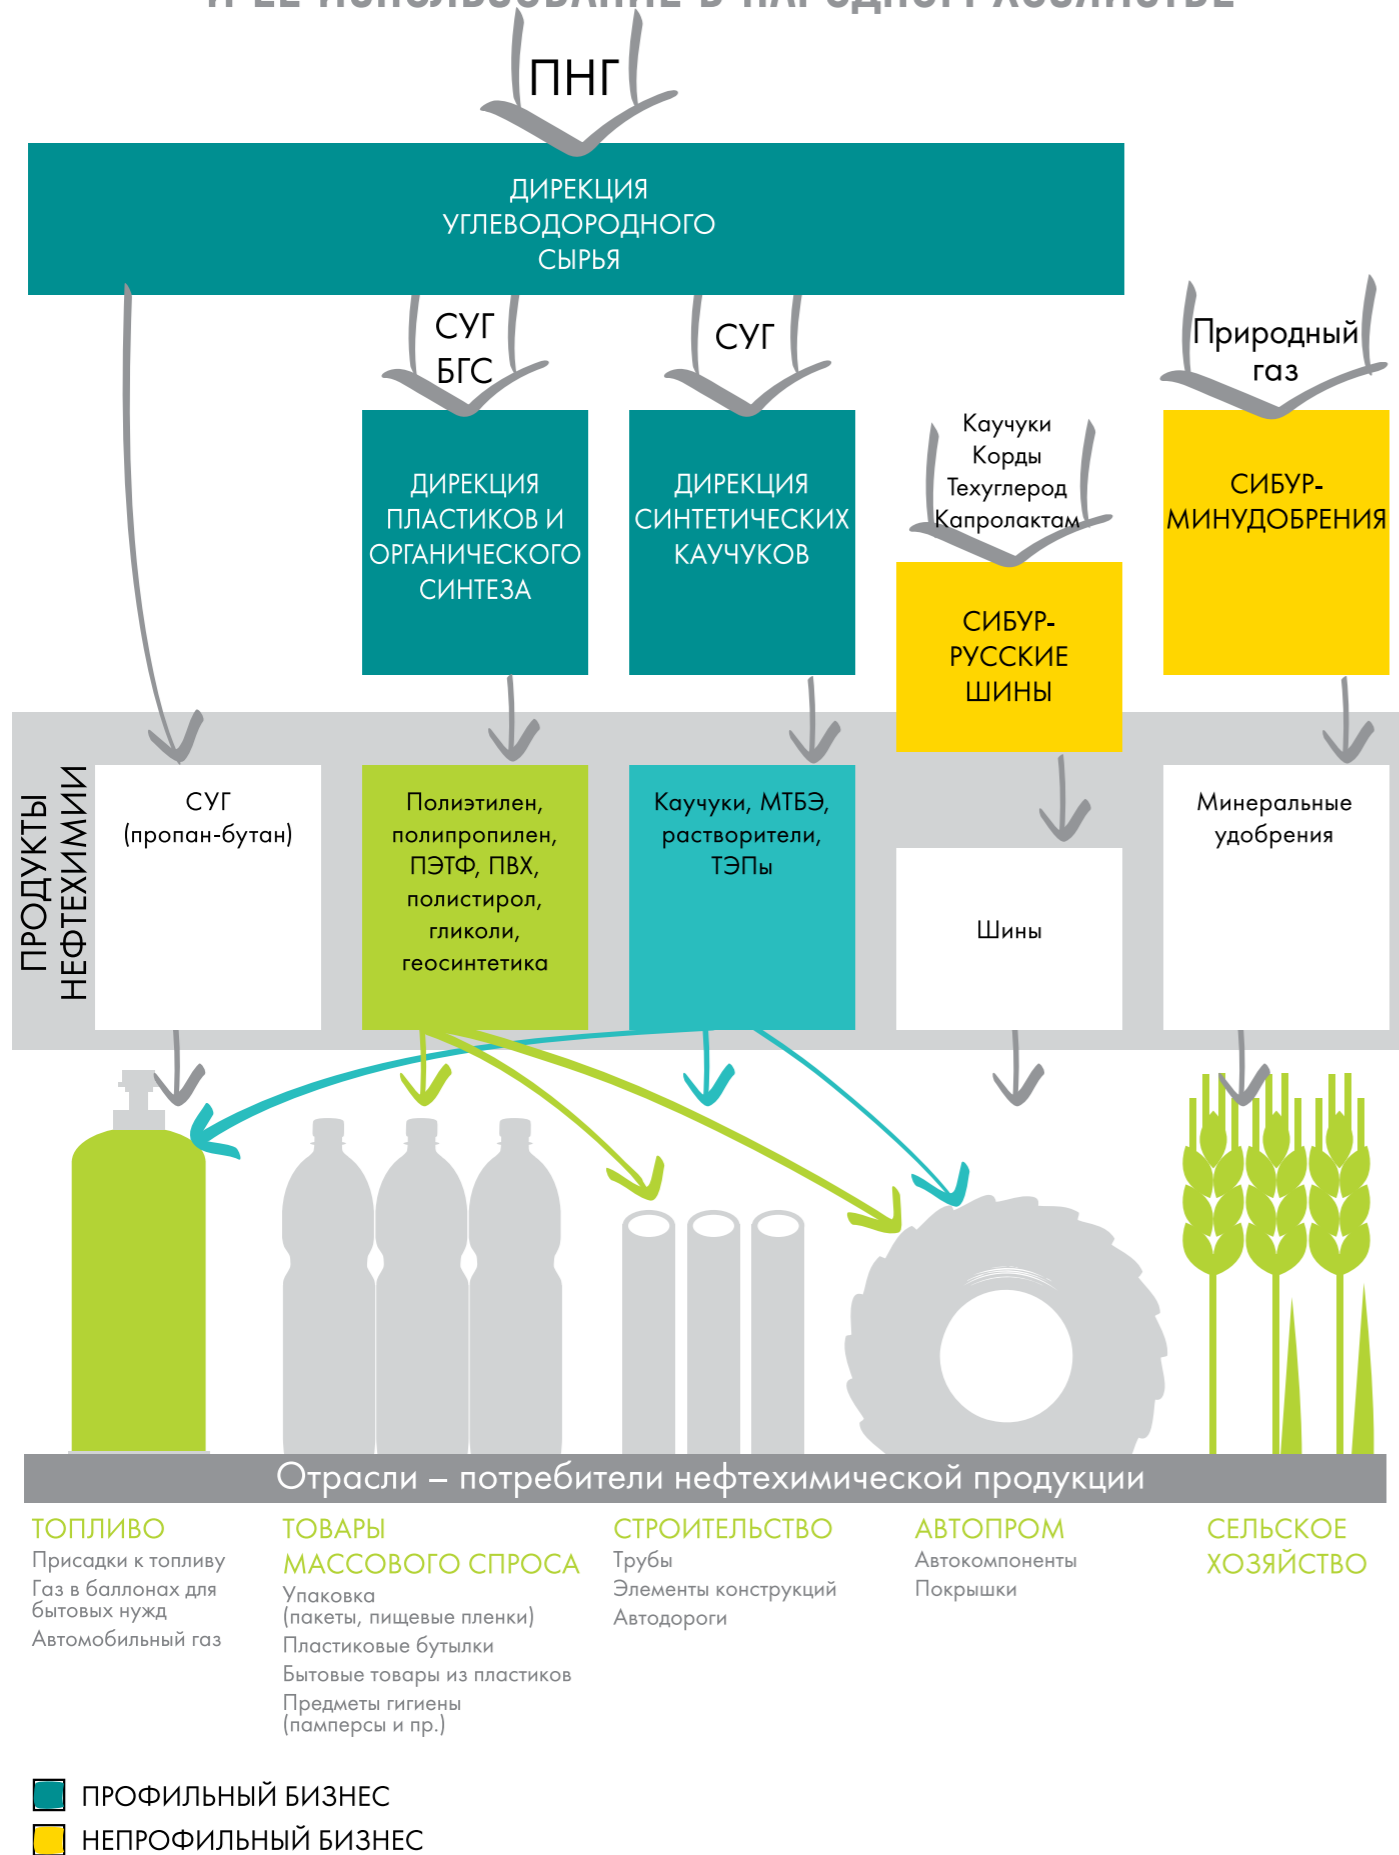 И ЕЕ ИСПОЛЬЗОВАНИЕ В НАРОДНОМ ХОЗЯЙСТВЕ
ПНГ
ДИРЕКЦИЯ
УГЛЕВОДОРОДНОГО
СЫРЬЯ
СУГ
БГС
СУГ
Природный
газ
Каучуки
Корды
Техуглерод
Капролактам
ДИРЕКЦИЯ
ПЛАСТИКОВ И
ОРГАНИЧЕСКОГО
СИНТЕЗА
ДИРЕКЦИЯ
СИНТЕТИЧЕСКИХ
КАУЧУКОВ
СИБУР-
РУССКИЕ
ШИНЫ
СИБУР-
МИНУДОБРЕНИЯ
ПРОДУКТЫ
НЕФТЕХИМИИ
СУГ
(пропан-бутан)
Полиэтилен,
полипропилен,
ПЭТФ, ПВХ,
полистирол,
гликоли,
геосинтетика
Каучуки, МТБЭ,
растворители,
ТЭПы
Шины
Минеральные
удобрения
Отрасли – потребители нефтехимической продукции
ТОПЛИВО
Присадки к топливу
Газ в баллонах для
бытовых нужд
Автомобильный газ
ТОВАРЫ
МАССОВОГО СПРОСА
Упаковка
(пакеты, пищевые пленки)
Пластиковые бутылки
Бытовые товары из пластиков
Предметы гигиены
(памперсы и пр.)
СТРОИТЕЛЬСТВО
Трубы
Элементы конструкций
Автодороги
АВТОПРОМ
Автокомпоненты
Покрышки
СЕЛЬСКОЕ
ХОЗЯЙСТВО
ПРОФИЛЬНЫЙ БИЗНЕС
НЕПРОФИЛЬНЫЙ БИЗНЕС